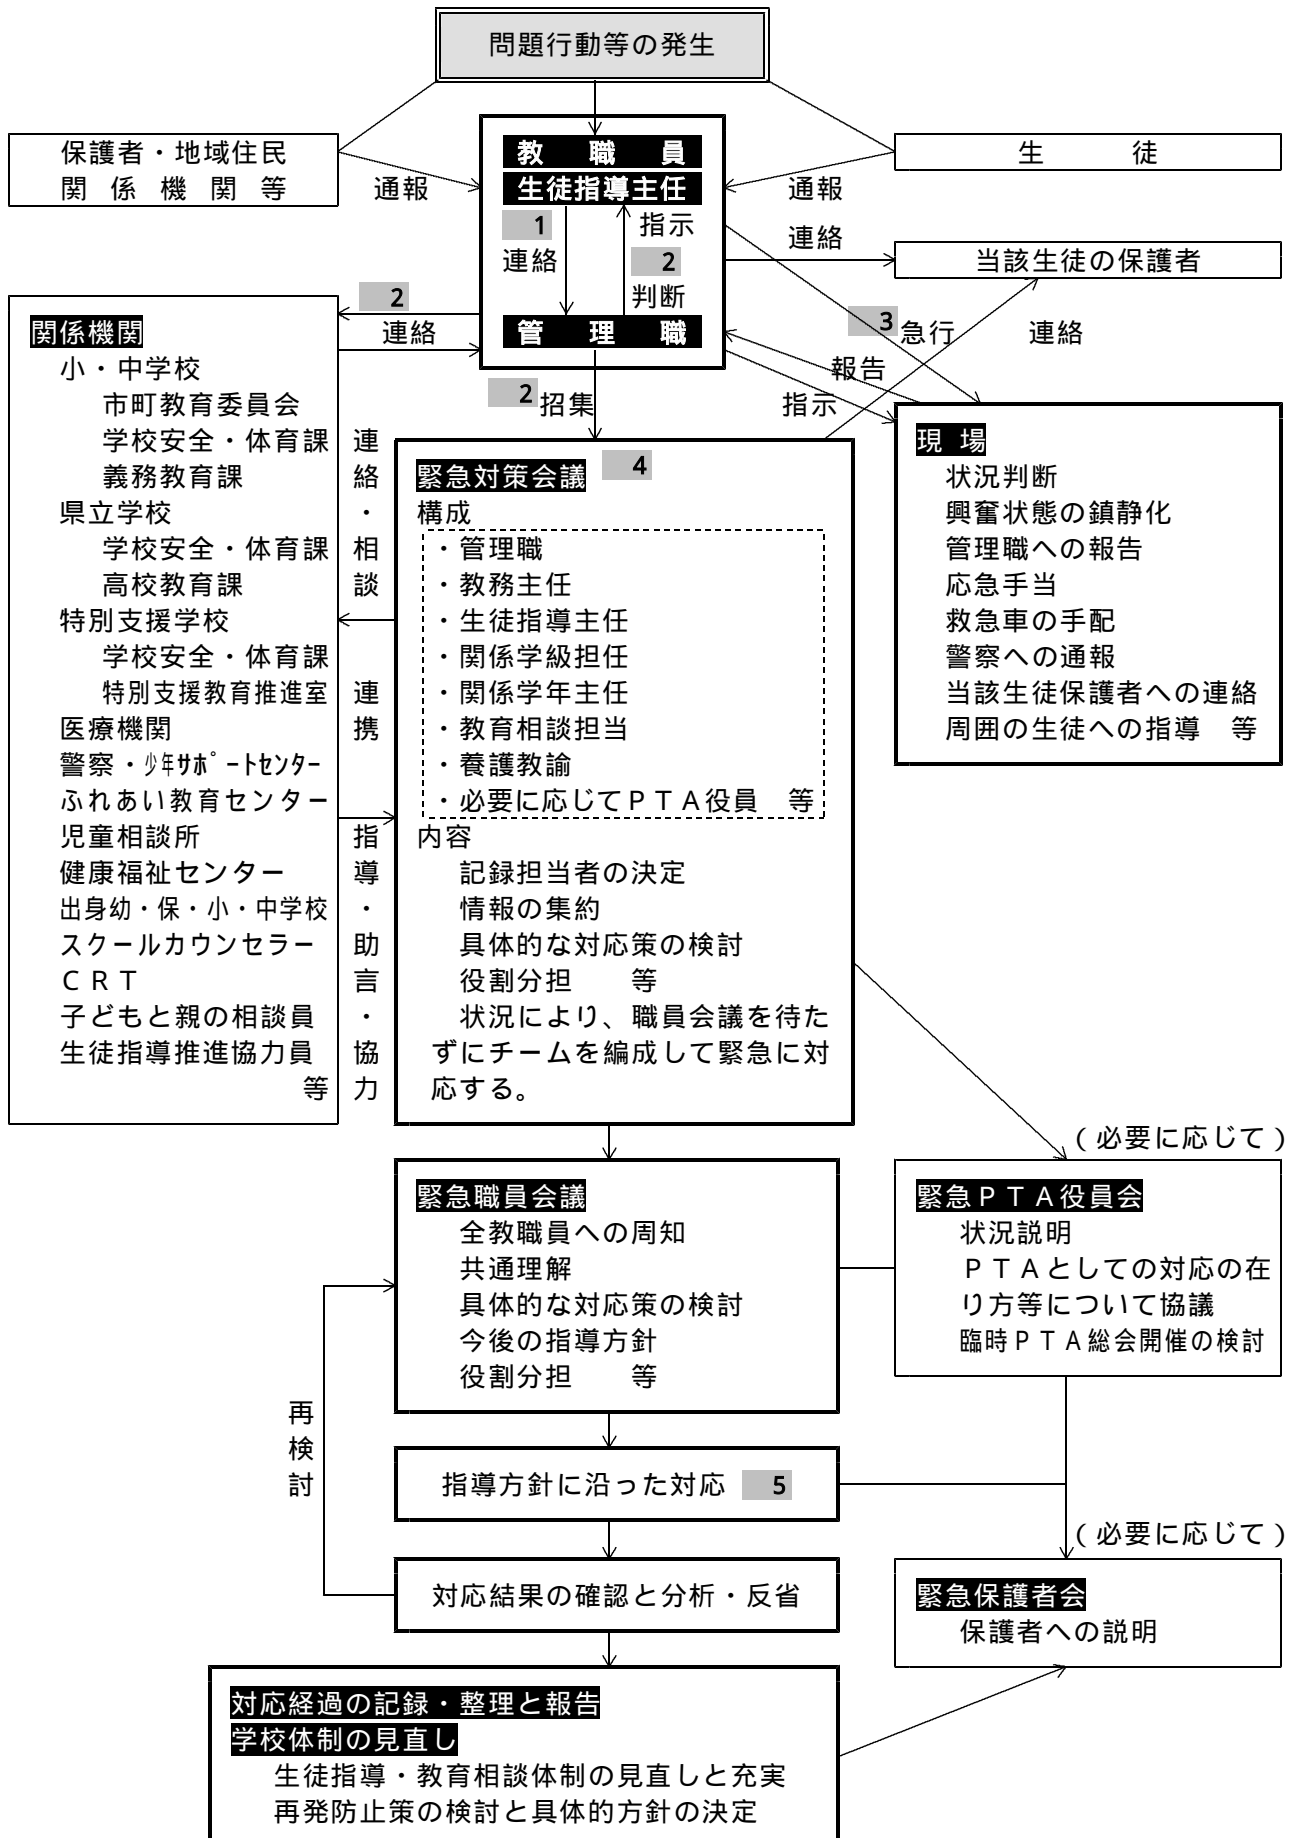 問題行動等の発生
保護者・地域住民
関係機関等
通報
教職員
生徒指導主任
1
連絡
指示
2
判断
管理職
生徒
通報
連絡
当該生徒の保護者
2
連絡
3 急行
連絡
報告
指示
2 招集
関係機関
小・中学校
市町教育委員会
学校安全・体育課
義務教育課
県立学校
学校安全・体育課
高校教育課
特別支援学校
学校安全・体育課
特別支援教育推進室
医療機関
警察・少年ｻﾎﾟｰﾄｾﾝﾀｰ
ふれあい教育センター
児童相談所
健康福祉センター
出身幼・保・小・中学校
スクールカウンセラー
ＣＲＴ
子どもと親の相談員
生徒指導推進協力員
等
連絡・相談
連携
指導・助言・協力
緊急対策会議 4
構成
・管理職
・教務主任
・生徒指導主任
・関係学級担任
・関係学年主任
・教育相談担当
・養護教諭
・必要に応じてＰＴＡ役員　等
内容
記録担当者の決定
情報の集約
具体的な対応策の検討
役割分担　　等
状況により、職員会議を待た
ずにチームを編成して緊急に対
応する。
現 場
状況判断
興奮状態の鎮静化
管理職への報告
応急手当
救急車の手配
警察への通報
当該生徒保護者への連絡
周囲の生徒への指導　等
緊急職員会議
全教職員への周知
共通理解
具体的な対応策の検討
今後の指導方針
役割分担　　等
（必要に応じて）
緊急ＰＴＡ役員会
状況説明
ＰＴＡとしての対応の在
り方等について協議
臨時ＰＴＡ総会開催の検討
再検討
指導方針に沿った対応 5
対応結果の確認と分析・反省
（必要に応じて）
緊急保護者会
保護者への説明
対応経過の記録・整理と報告
学校体制の見直し
生徒指導・教育相談体制の見直しと充実
再発防止策の検討と具体的方針の決定